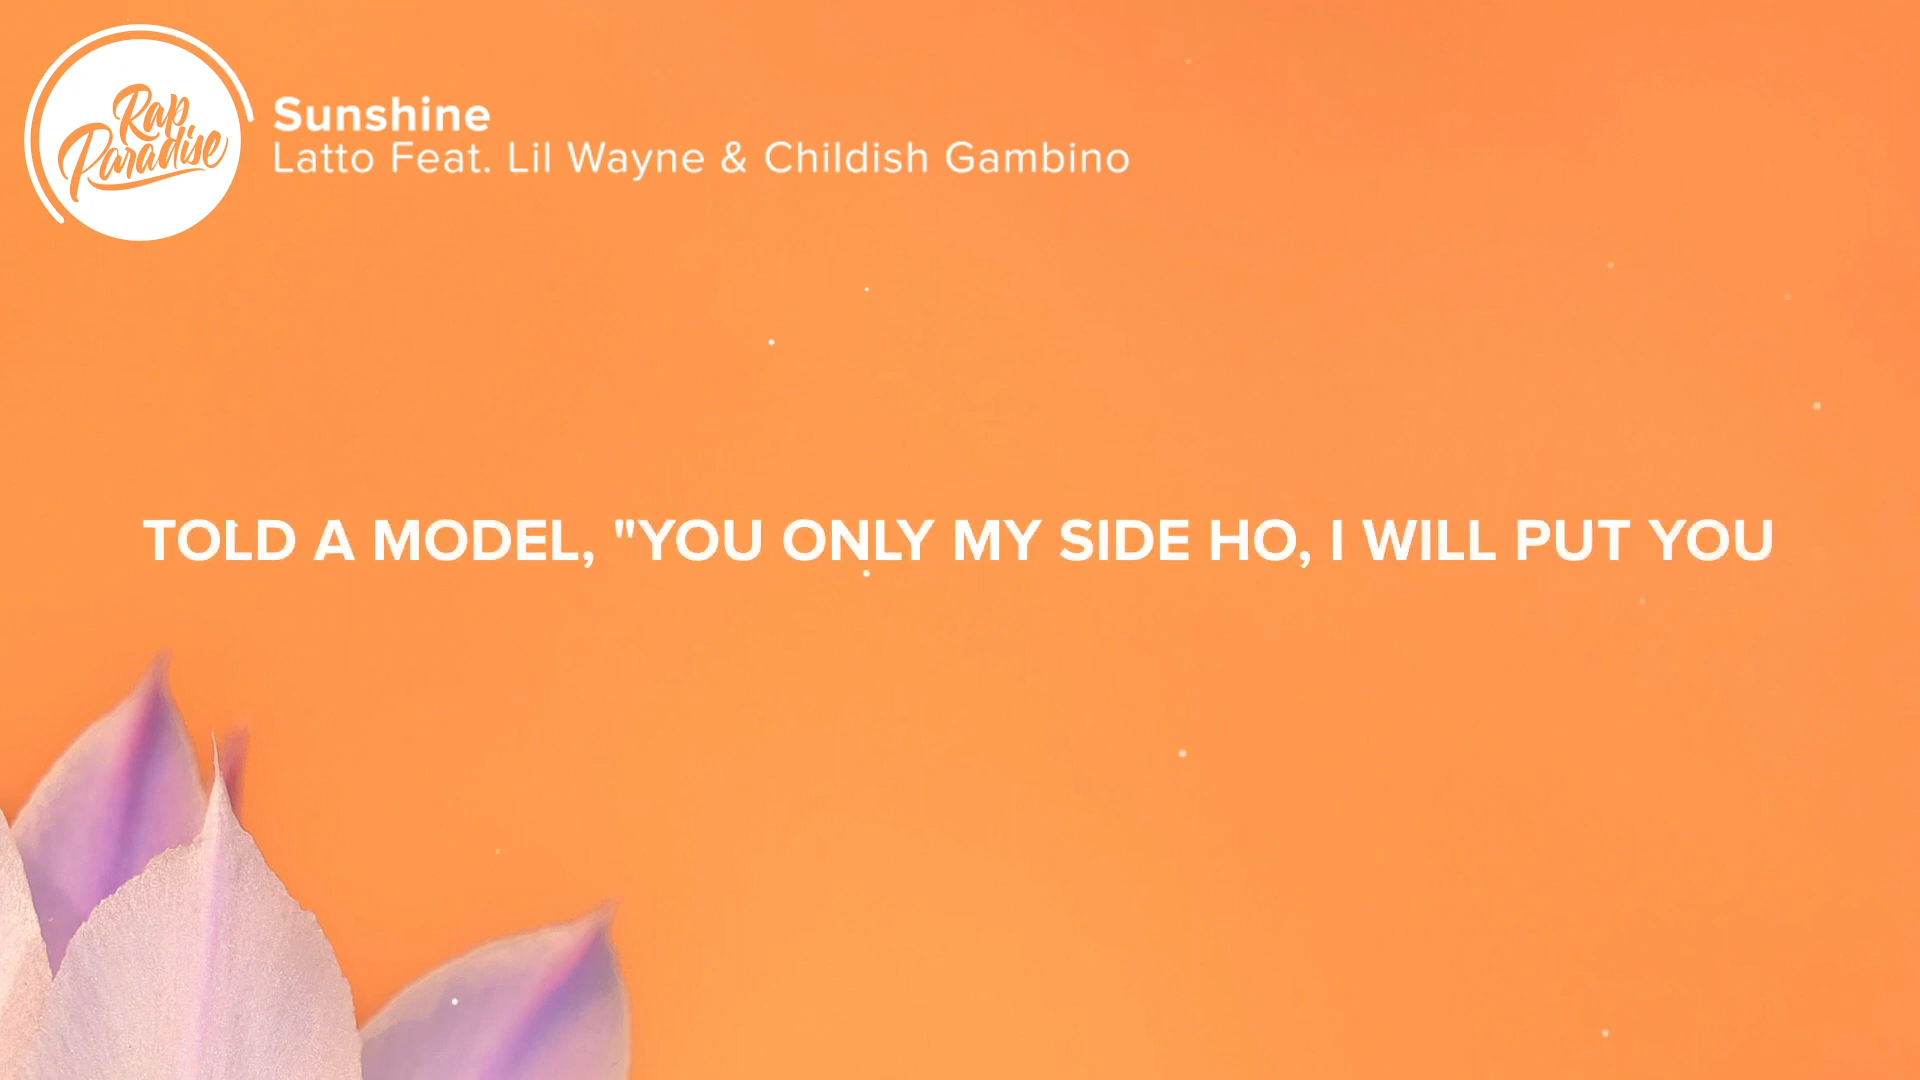 Rap
Paradise
Sunshine
Latto Feat. Lil Wayne & Childish Gambino
TOLD A MODEL, "YOU ONLY MY SIDE HO, I WILL PUT YOU